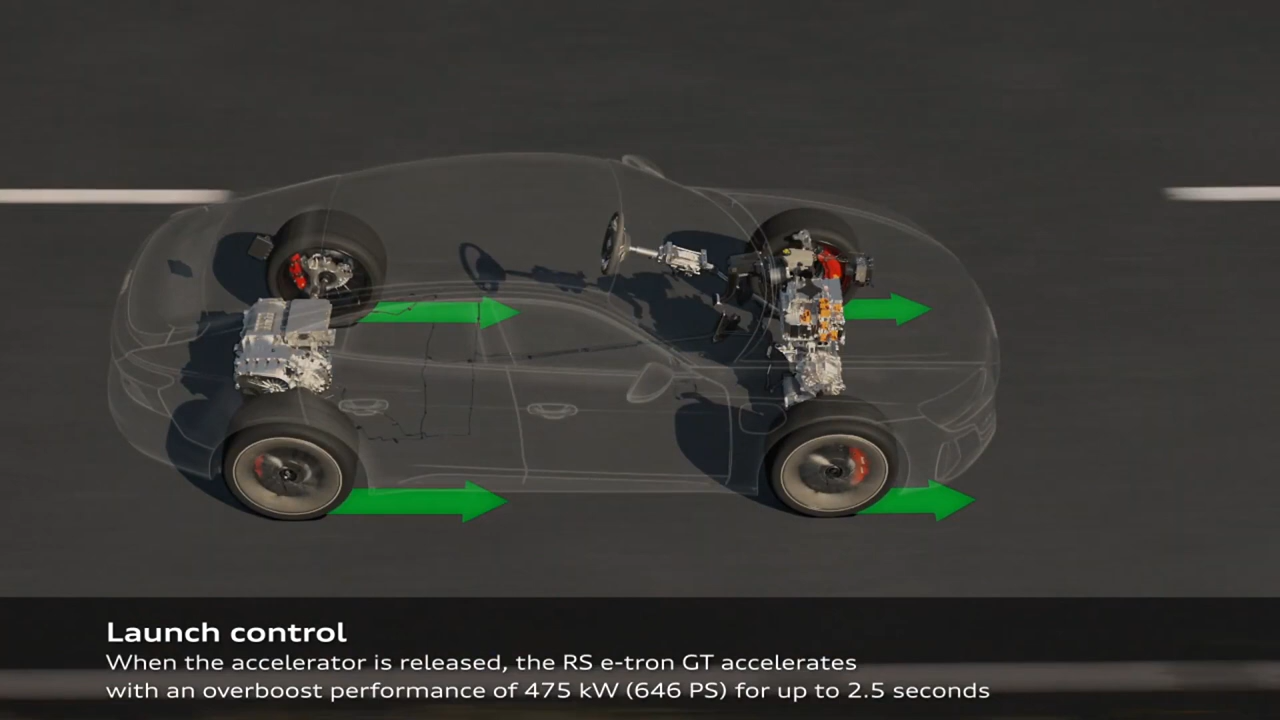 Launch control
When the accelerator is released, the RS e-tron GT accelerates
with an overboost performance of 475 kW (646 PS) for up to 2.5 seconds